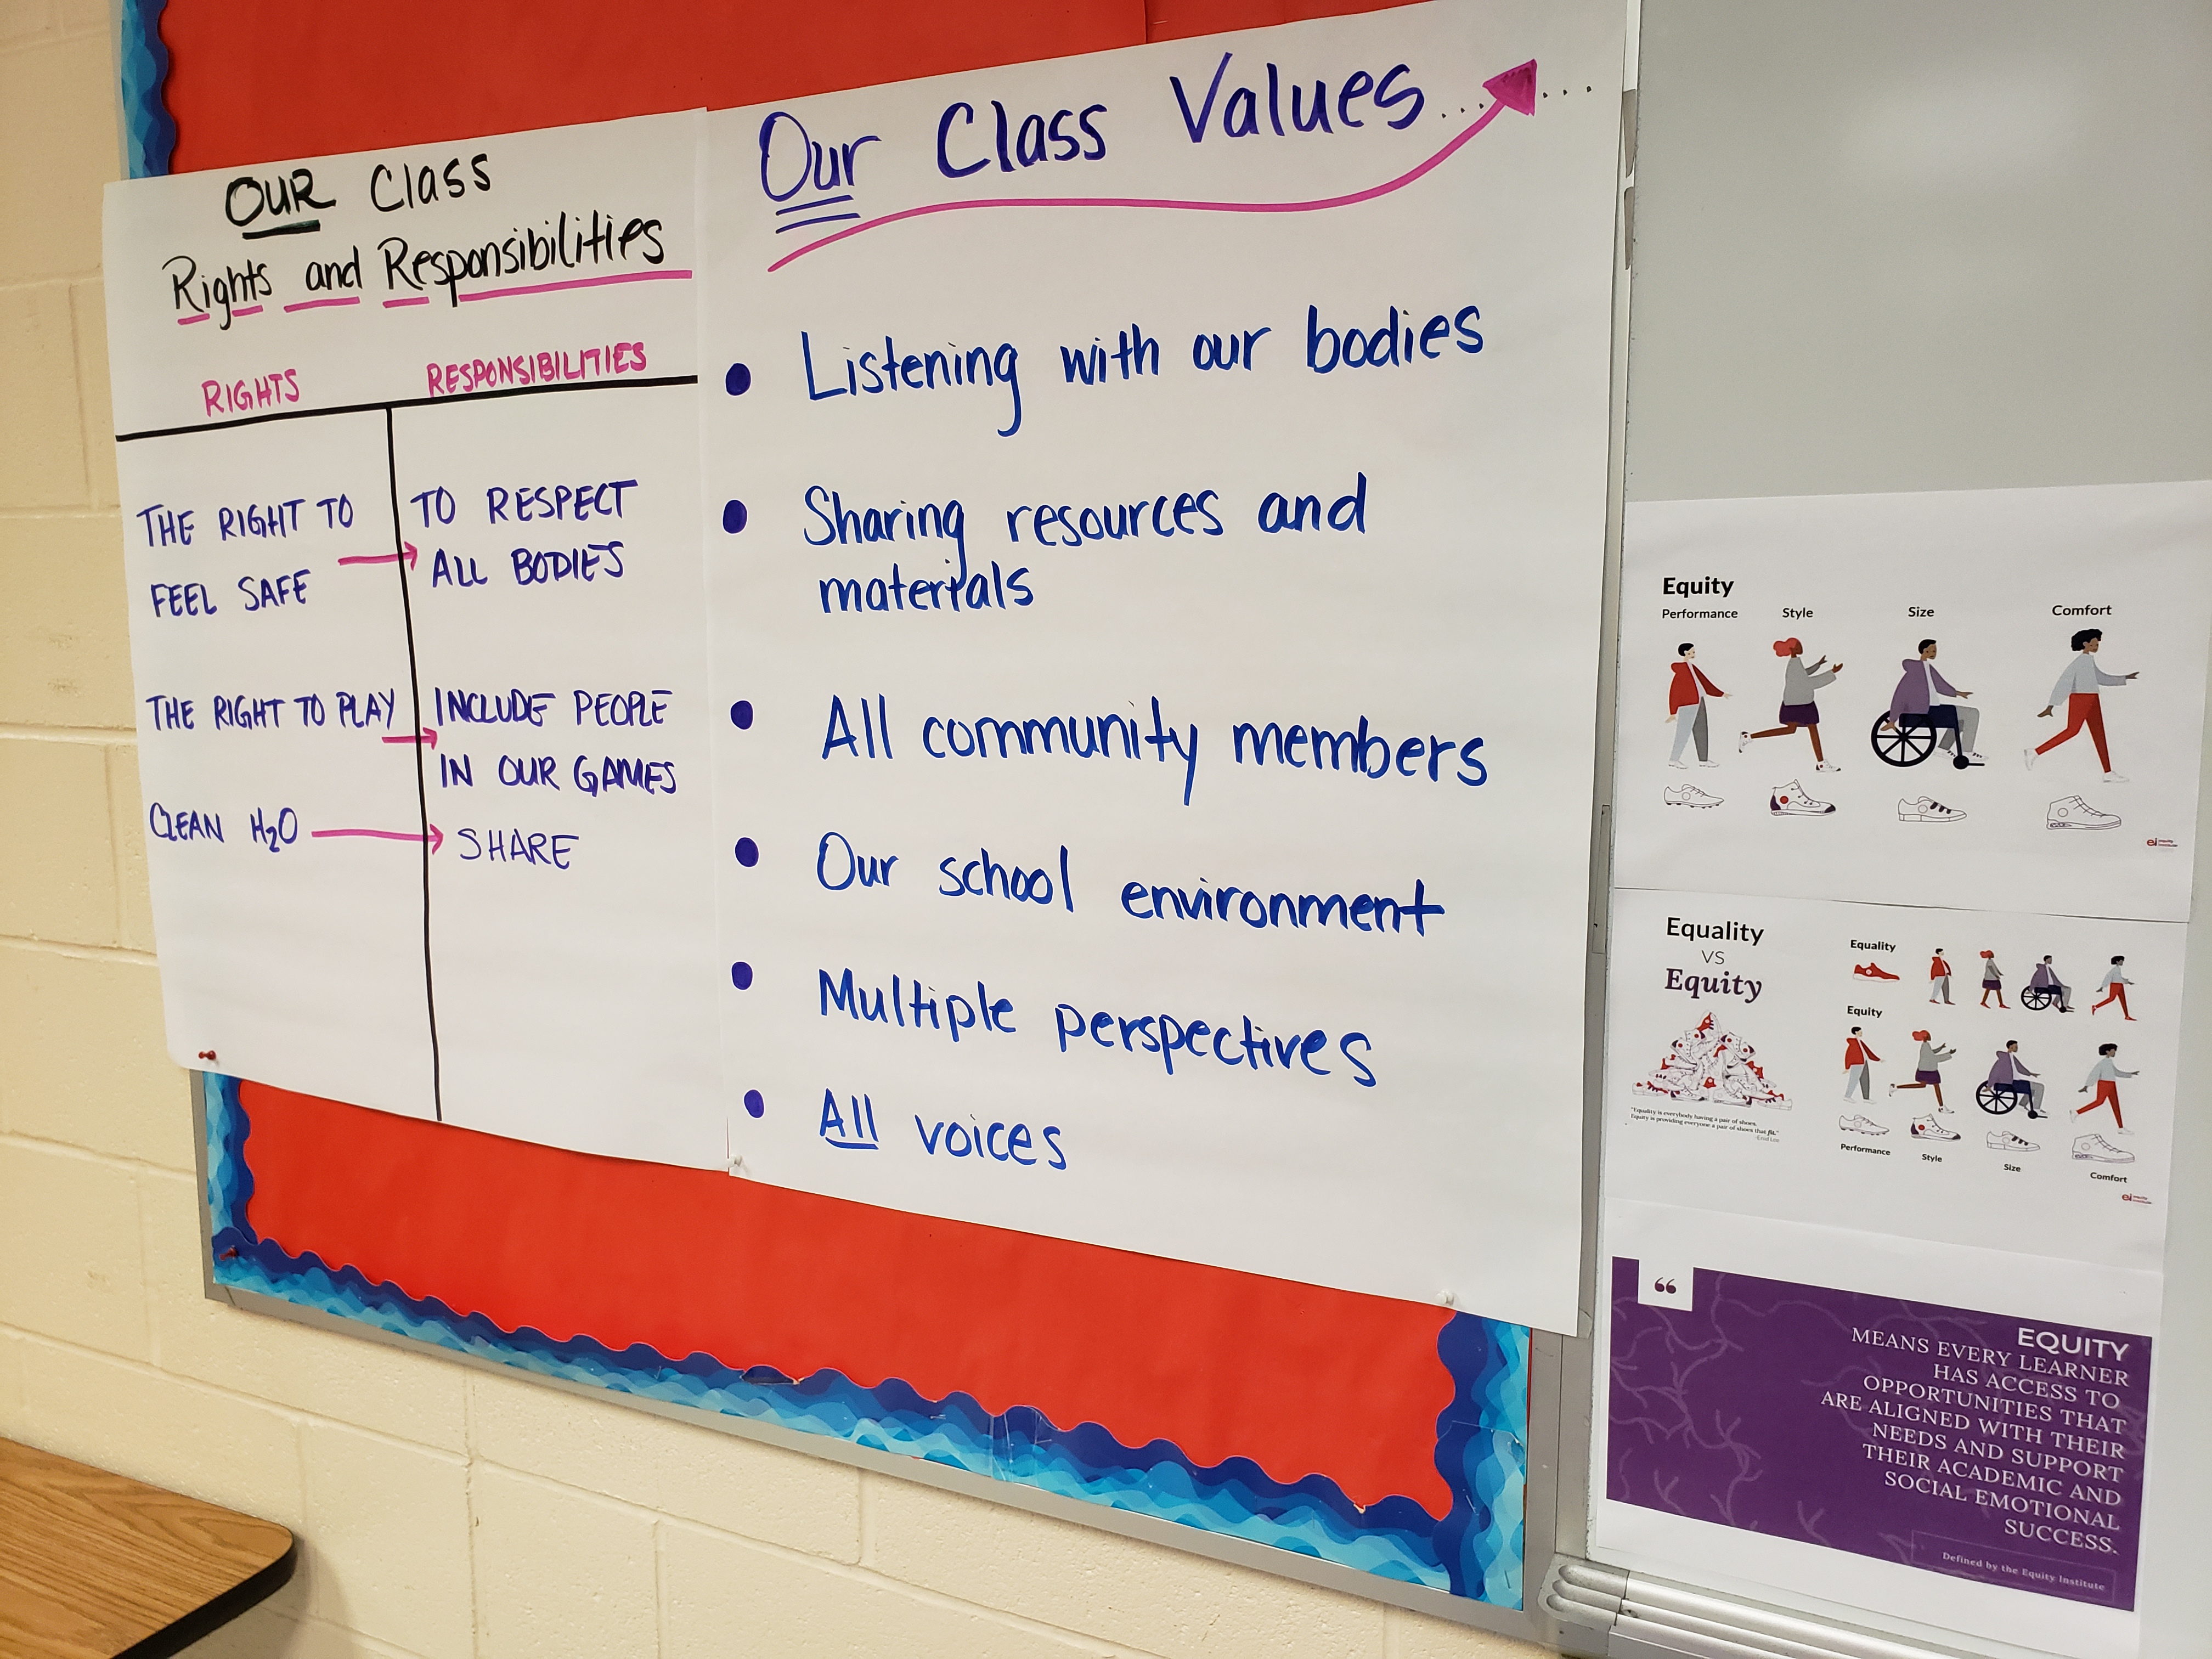 OUR Class
Rights and Responsibilities
RIGHTS
RESPONSIBILITIES
THE RIGHT TO
FEEL SAFE
TO RESPECT
ALL BODIES
THE RIGHT TO PLAY
INCLUDE PEOPLE
IN OUR GAMES
CLEAN H₂O
SHARE
Our Class Values
• Listening with our bodies
• Sharing resources and
materials
• All community members
• Our school environment
• Multiple perspectives
• All voices
Equity
Performance
Style
Size
Comfort
ei
Equality
VS
Equity
"Equality is everybody having a pair of shoes.
Equity is providing everyone a pair of shoes that fit."
-Enid Lee
Equality
Equity
Performance
Style
Size
Comfort
ei
“
EQUITY
MEANS EVERY LEARNER
HAS ACCESS TO
OPPORTUNITIES THAT
ARE ALIGNED WITH THEIR
NEEDS AND SUPPORT
THEIR ACADEMIC AND
SOCIAL EMOTIONAL
SUCCESS.
Defined by the Equity Institute